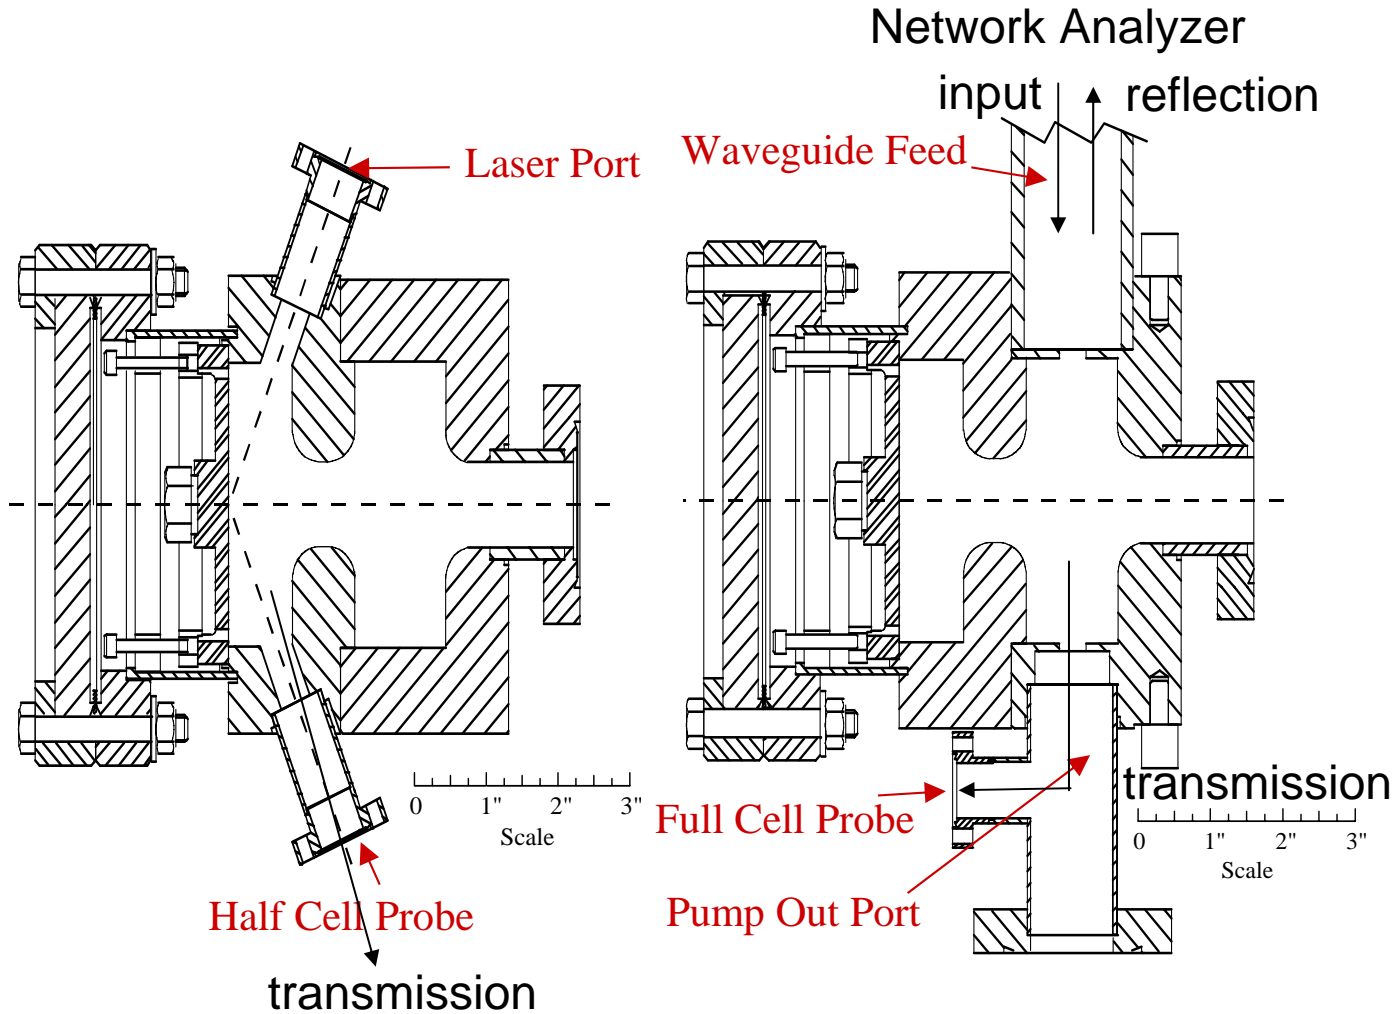 Network Analyzer
input
reflection
Laser Port
Waveguide Feed
0 1" 2" 3"
Scale
Half Cell Probe
transmission
transmission
Full Cell Probe
0 1" 2" 3"
Scale
Pump Out Port